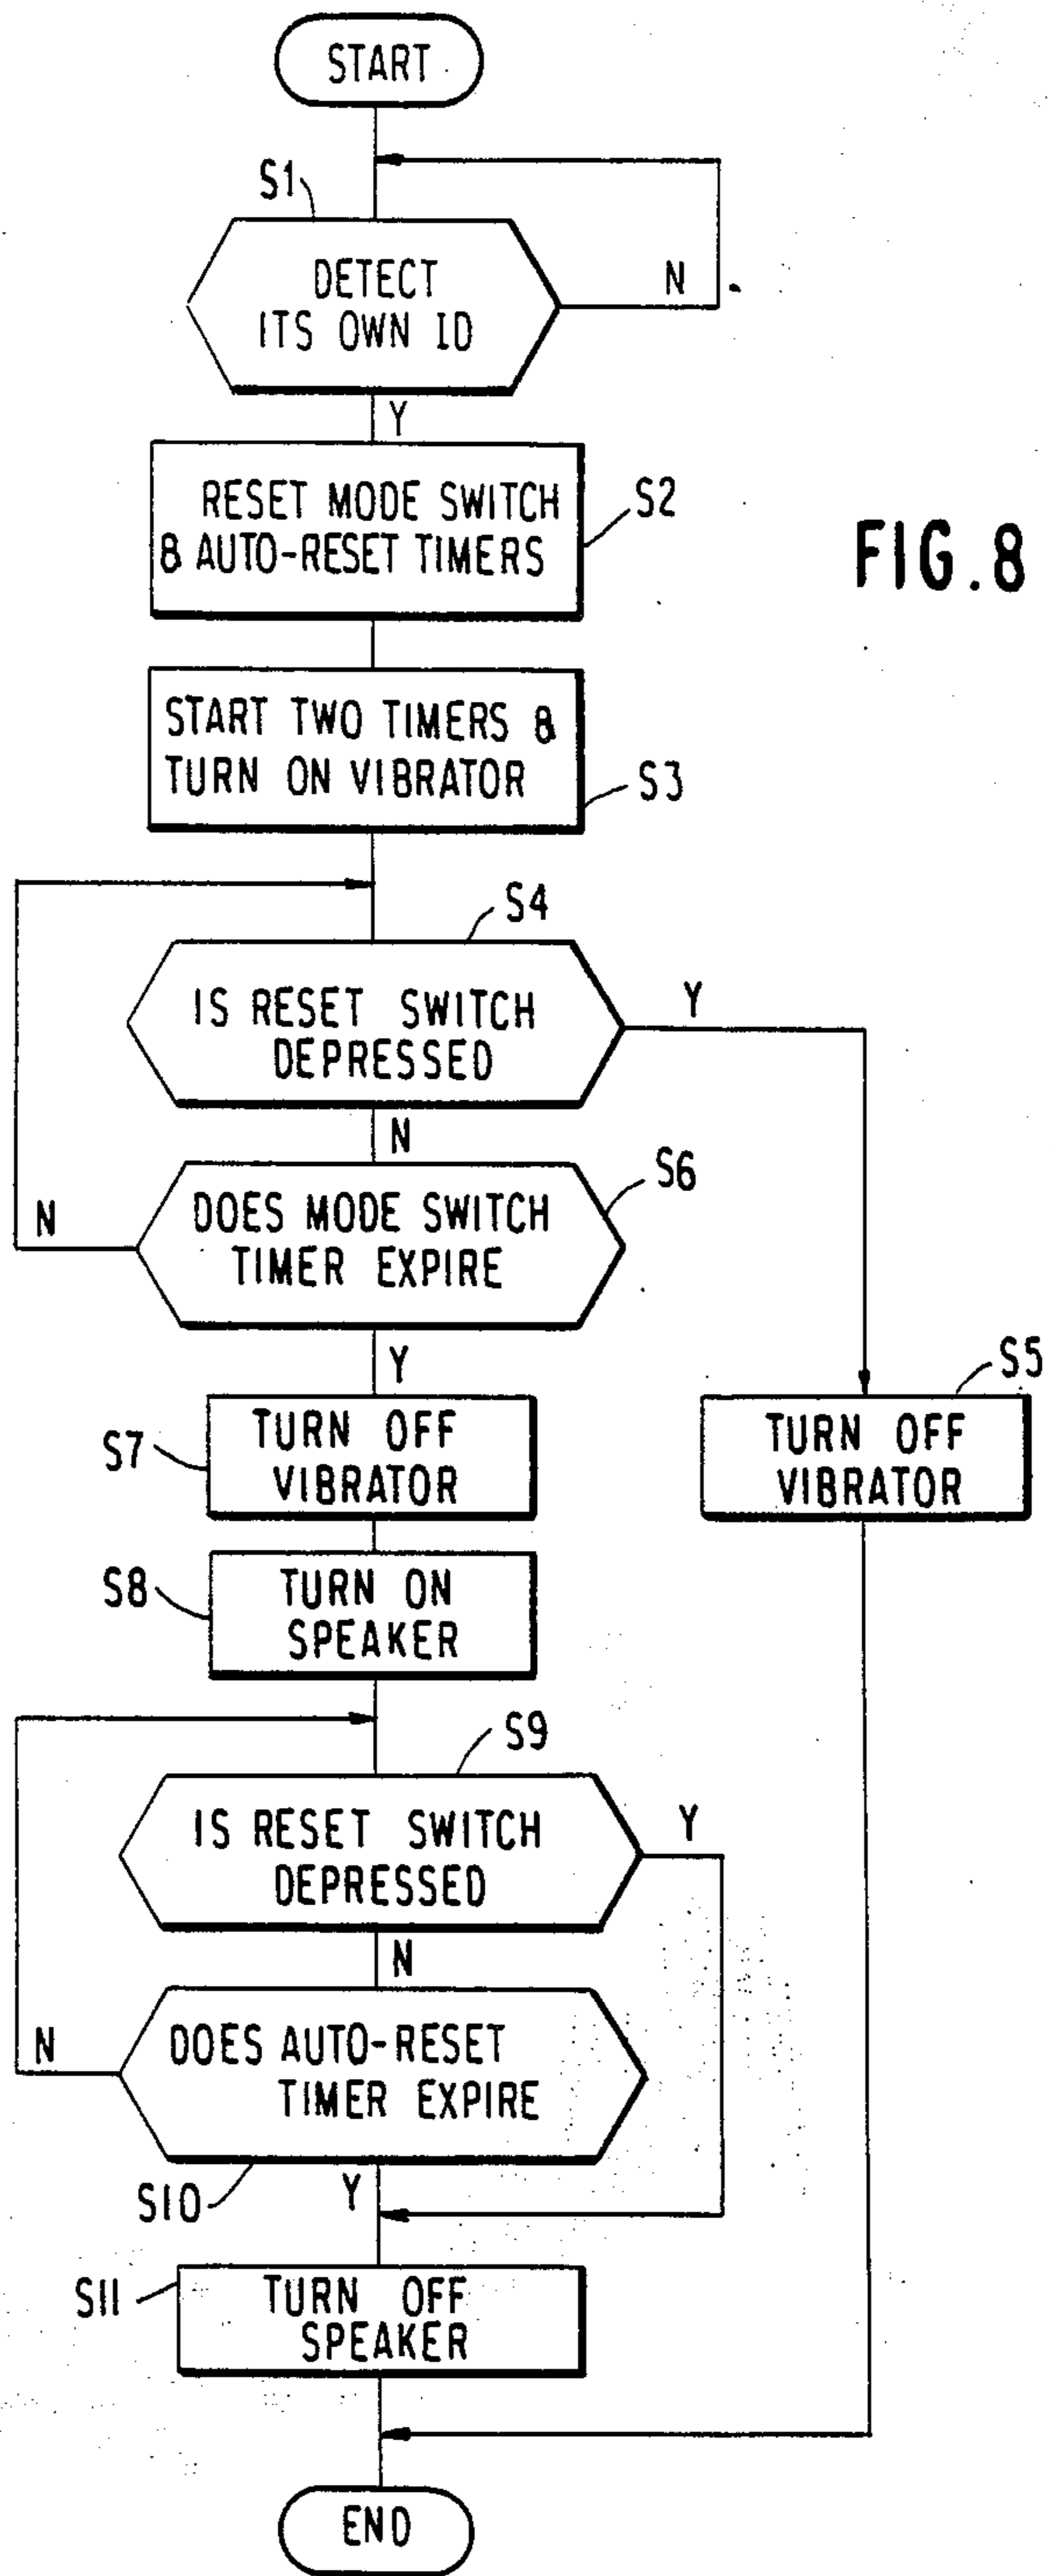 START
S1
DETECT
ITS OWN ID
N
Y
RESET MODE SWITCH
& AUTO-RESET TIMERS
S2
FIG.8
START TWO TIMERS &
TURN ON VIBRATOR
S3
S4
IS RESET SWITCH
DEPRESSED
Y
N
S6
DOES MODE SWITCH
TIMER EXPIRE
N
Y
S5
TURN OFF
VIBRATOR
S7
TURN OFF
VIBRATOR
S8
TURN ON
SPEAKER
S9
IS RESET SWITCH
DEPRESSED
Y
N
DOES AUTO-RESET
TIMER EXPIRE
N
S10
Y
S11
TURN OFF
SPEAKER
END